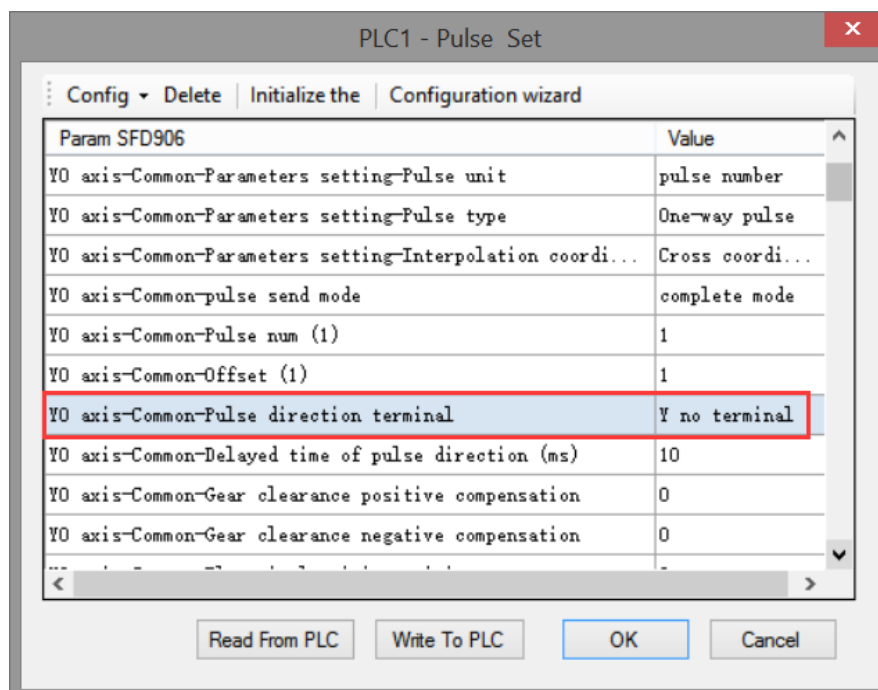 PLC1 - Pulse Set
Config Delete Initialize the Configuration wizard
Param SFD906 Value
Y0 axis-Common-Parameters setting-Pulse unit pulse number
Y0 axis-Common-Parameters setting-Pulse type One-way pulse
Y0 axis-Common-Parameters setting-Interpolation coordi... Cross coordi...
Y0 axis-Common-pulse send mode complete mode
Y0 axis-Common-Pulse num (1) 1
Y0 axis-Common-Offset (1) 1
Y0 axis-Common-Pulse direction terminal Y no terminal
Y0 axis-Common-Delayed time of pulse direction (ms) 10
Y0 axis-Common-Gear clearance positive compensation 0
Y0 axis-Common-Gear clearance negative compensation 0
Read From PLC Write To PLC OK Cancel